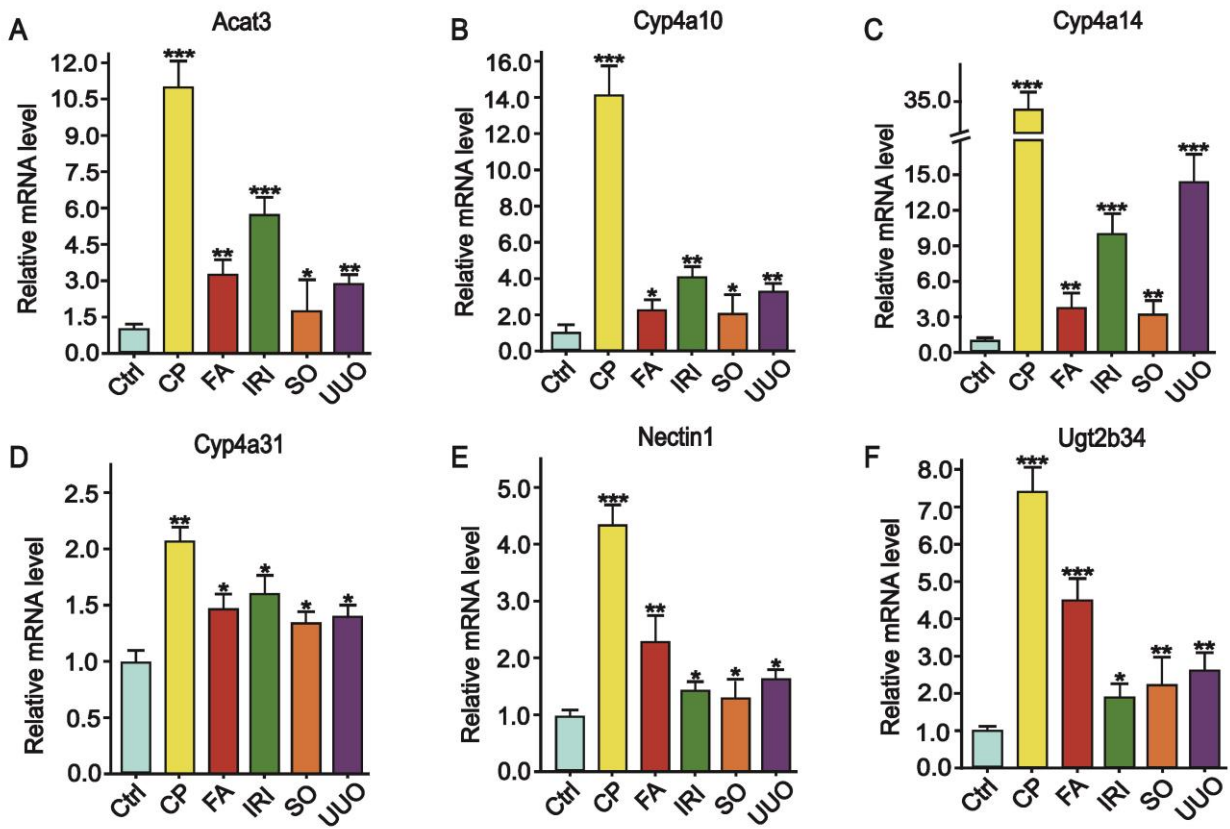 A
Acat3
Relative mRNA level
12.0
10.5
9.0
7.5
6.0
4.5
3.0
1.5
0.0
***
**
***
*
**
Ctrl
CP
FA
IRI
SO
UUO
B
Cyp4a10
Relative mRNA level
16.0
14.0
12.0
10.0
8.0
6.0
4.0
2.0
0.0
***
*
**
*
**
Ctrl
CP
FA
IRI
SO
UUO
C
Cyp4a14
Relative mRNA level
35.0
15.0
12.0
9.0
6.0
3.0
0.0
***
**
***
**
***
Ctrl
CP
FA
IRI
SO
UUO
D
Cyp4a31
Relative mRNA level
2.5
2.0
1.5
1.0
0.5
0.0
**
*
*
*
*
Ctrl
CP
FA
IRI
SO
UUO
E
Nectin1
Relative mRNA level
5.0
4.0
3.0
2.0
1.0
0.0
***
**
*
*
*
Ctrl
CP
FA
IRI
SO
UUO
F
Ugt2b34
Relative mRNA level
8.0
7.0
6.0
5.0
4.0
3.0
2.0
1.0
0.0
***
***
*
**
**
Ctrl
CP
FA
IRI
SO
UUO